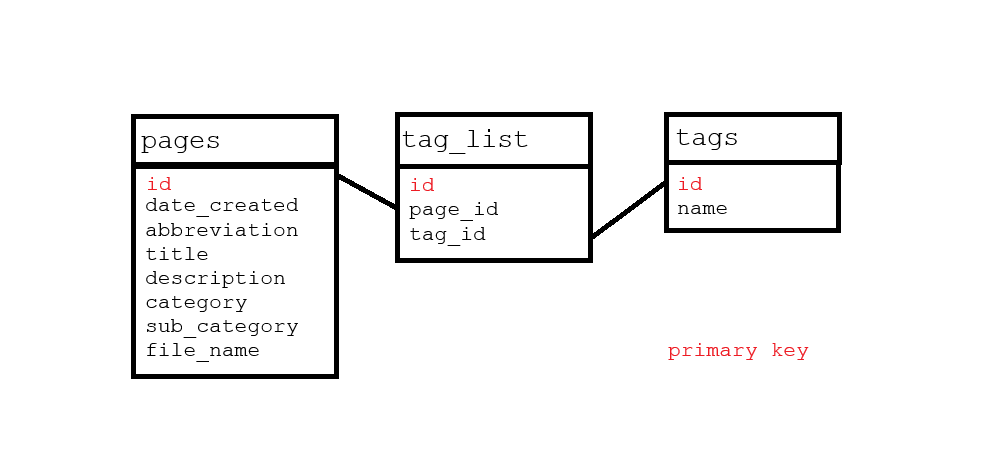 pages
id
date_created
abbreviation
title
description
category
sub_category
file_name
tag_list
id
page_id
tag_id
tags
id
name
primary key